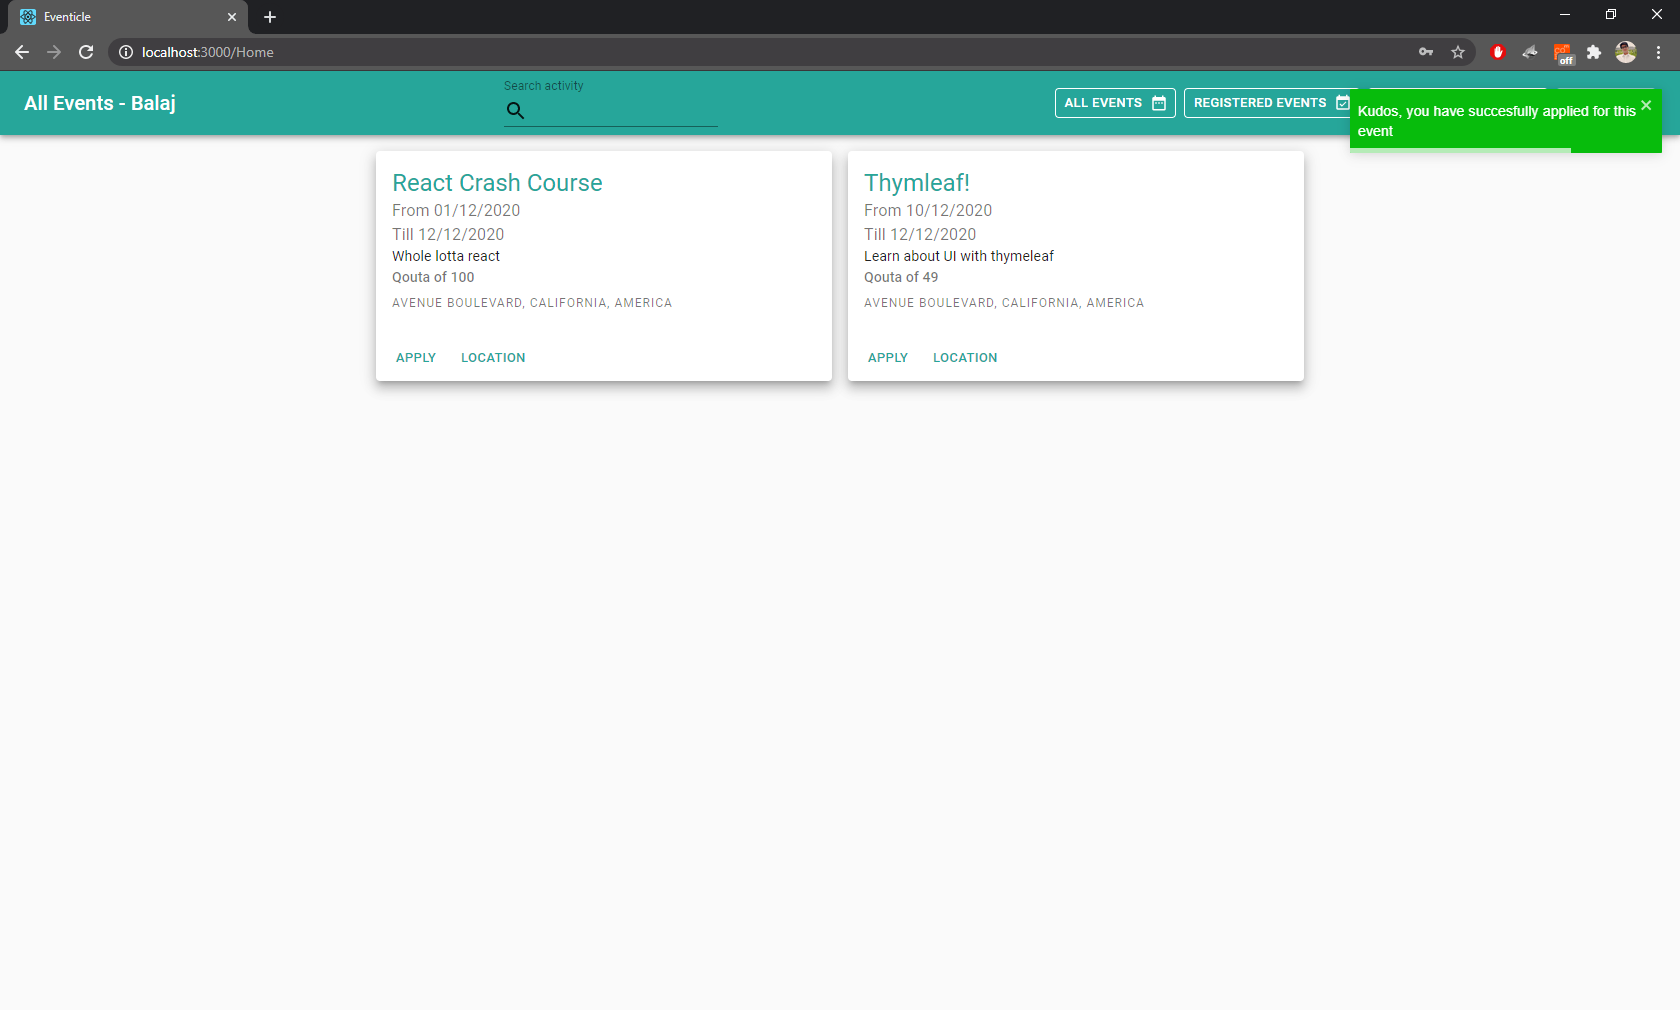 Eventicle
localhost:3000/Home
off
All Events - Balaj
Search activity
ALL EVENTS
REGISTERED EVENTS
Kudos, you have succesfully applied for this
event
React Crash Course
From 01/12/2020
Till 12/12/2020
Whole lotta react
Qouta of 100
AVENUE BOULEVARD, CALIFORNIA, AMERICA
APPLY LOCATION
Thymleaf!
From 10/12/2020
Till 12/12/2020
Learn about UI with thymeleaf
Qouta of 49
AVENUE BOULEVARD, CALIFORNIA, AMERICA
APPLY LOCATION